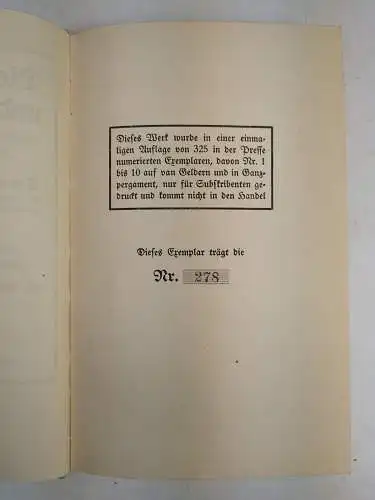 Dieses Werk wurde in einer einma-
ligen Auflage von 325 in der Presse
numerierten Exemplaren, davon Nr. 1
bis 10 auf van Geldern und in Ganz-
pergament, nur für Subskribenten ge-
druckt und kommt nicht in den Handel
Dieses Exemplar trägt die
Nr. 278